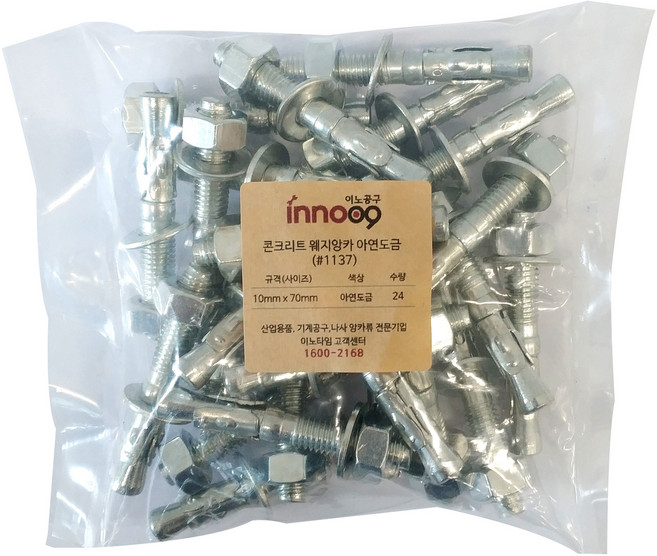 이노공구
innoo9
콘크리트 웨지앙카 아연도금
(#1137)
규격(사이즈) 색상 수량
10mm x 70mm 아연도금 24
산업용품, 기계공구,나사 앙카류 전문기업
이노타임 고객센터
1600-2168